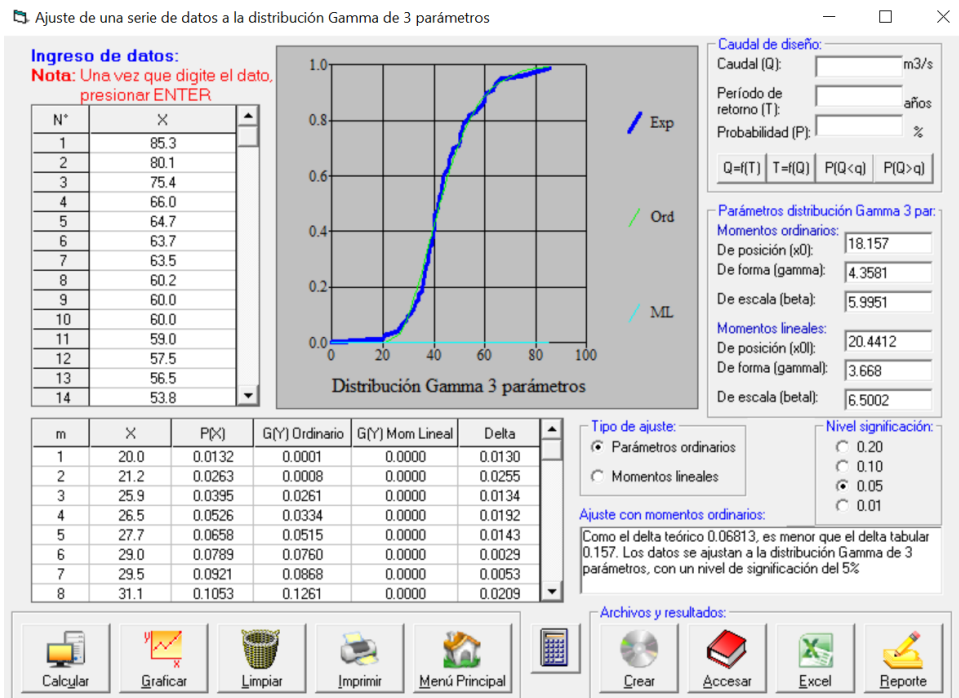 Ajuste de una serie de datos a la distribución Gamma de 3 parámetros
Ingreso de datos:
Nota: Una vez que digite el dato,
presionar ENTER
N° X
1 85.3
2 80.1
3 75.4
4 66.0
5 64.7
6 63.7
7 63.5
8 60.2
9 60.0
10 60.0
11 59.0
12 57.5
13 56.5
14 53.8
1.0
0.8
0.6
0.4
0.2
0.0
0 20 40 60 80 100
Distribución Gamma 3 parámetros
Exp
Ord
ML
Caudal de diseño:
Caudal (Q): m3/s
Período de
retorno (T): años
Probabilidad (P): %
Q=f(T) T=f(Q) P(Q<q) P(Q>q)
Parámetros distribución Gamma 3 par:
Momentos ordinarios:
De posición (x0): 18.157
De forma (gamma): 4.3581
De escala (beta): 5.9951
Momentos lineales:
De posición (x0l): 20.4412
De forma (gammal): 3.668
De escala (betal): 6.5002
m X P(X) G(Y) Ordinario G(Y) Mom Lineal Delta
1 20.0 0.0132 0.0001 0.0000 0.0130
2 21.2 0.0263 0.0008 0.0000 0.0255
3 25.9 0.0395 0.0261 0.0000 0.0134
4 26.5 0.0526 0.0334 0.0000 0.0192
5 27.7 0.0658 0.0515 0.0000 0.0143
6 29.0 0.0789 0.0760 0.0000 0.0029
7 29.5 0.0921 0.0868 0.0000 0.0053
8 31.1 0.1053 0.1261 0.0000 0.0209
Tipo de ajuste:
Parámetros ordinarios
Momentos lineales
Nivel significación:
0.20
0.10
0.05
0.01
Ajuste con momentos ordinarios:
Como el delta teórico 0.06813, es menor que el delta tabular
0.157. Los datos se ajustan a la distribución Gamma de 3
parámetros, con un nivel de significación del 5%
Calcular
Graficar
Limpiar
Imprimir
Menú Principal
Archivos y resultados:
Crear
Accesar
Excel
Reporte